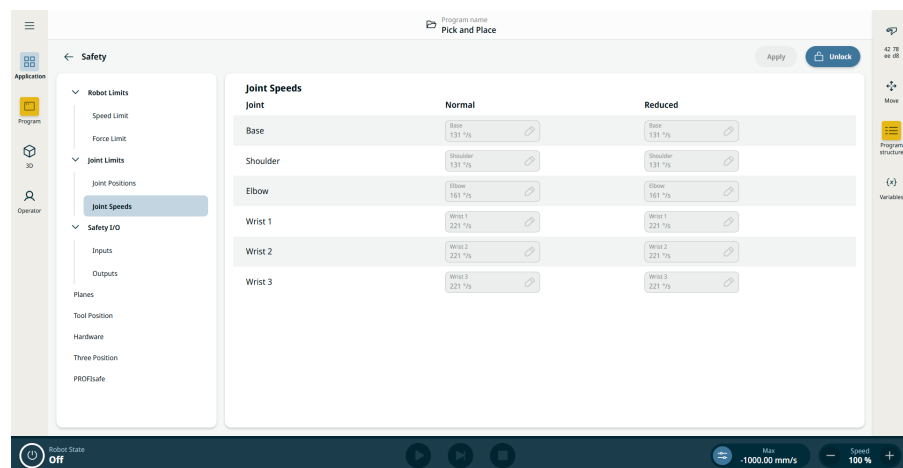 Program name
Pick and Place
Safety
Apply
Unlock
42 78
ee d8
Application
Program
3D
Operator
Robot Limits
Speed Limit
Force Limit
Joint Limits
Joint Positions
Joint Speeds
Safety I/O
Inputs
Outputs
Planes
Tool Position
Hardware
Three Position
PROFIsafe
Joint Speeds
Joint Normal Reduced
Base
Base
131 °/s
Base
131 °/s
Shoulder
Shoulder
131 °/s
Shoulder
131 °/s
Elbow
Elbow
161 °/s
Elbow
161 °/s
Wrist 1
Wrist 1
221 °/s
Wrist 1
221 °/s
Wrist 2
Wrist 2
221 °/s
Wrist 2
221 °/s
Wrist 3
Wrist 3
221 °/s
Wrist 3
221 °/s
Move
Program
structure
{x}
Variables
Robot State
Off
Max
-1000.00 mm/s
Speed
100 %